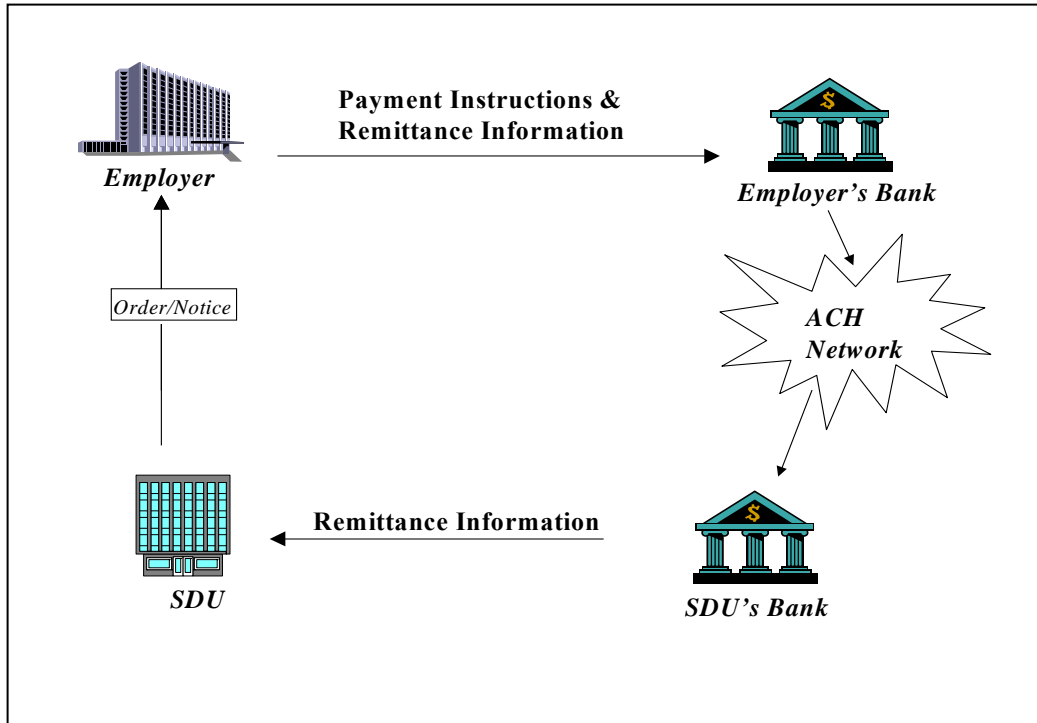 Payment Instructions &
Remittance Information
$
Employer
Employer's Bank
Order/Notice
ACH
Network
$
Remittance Information
SDU
SDU's Bank